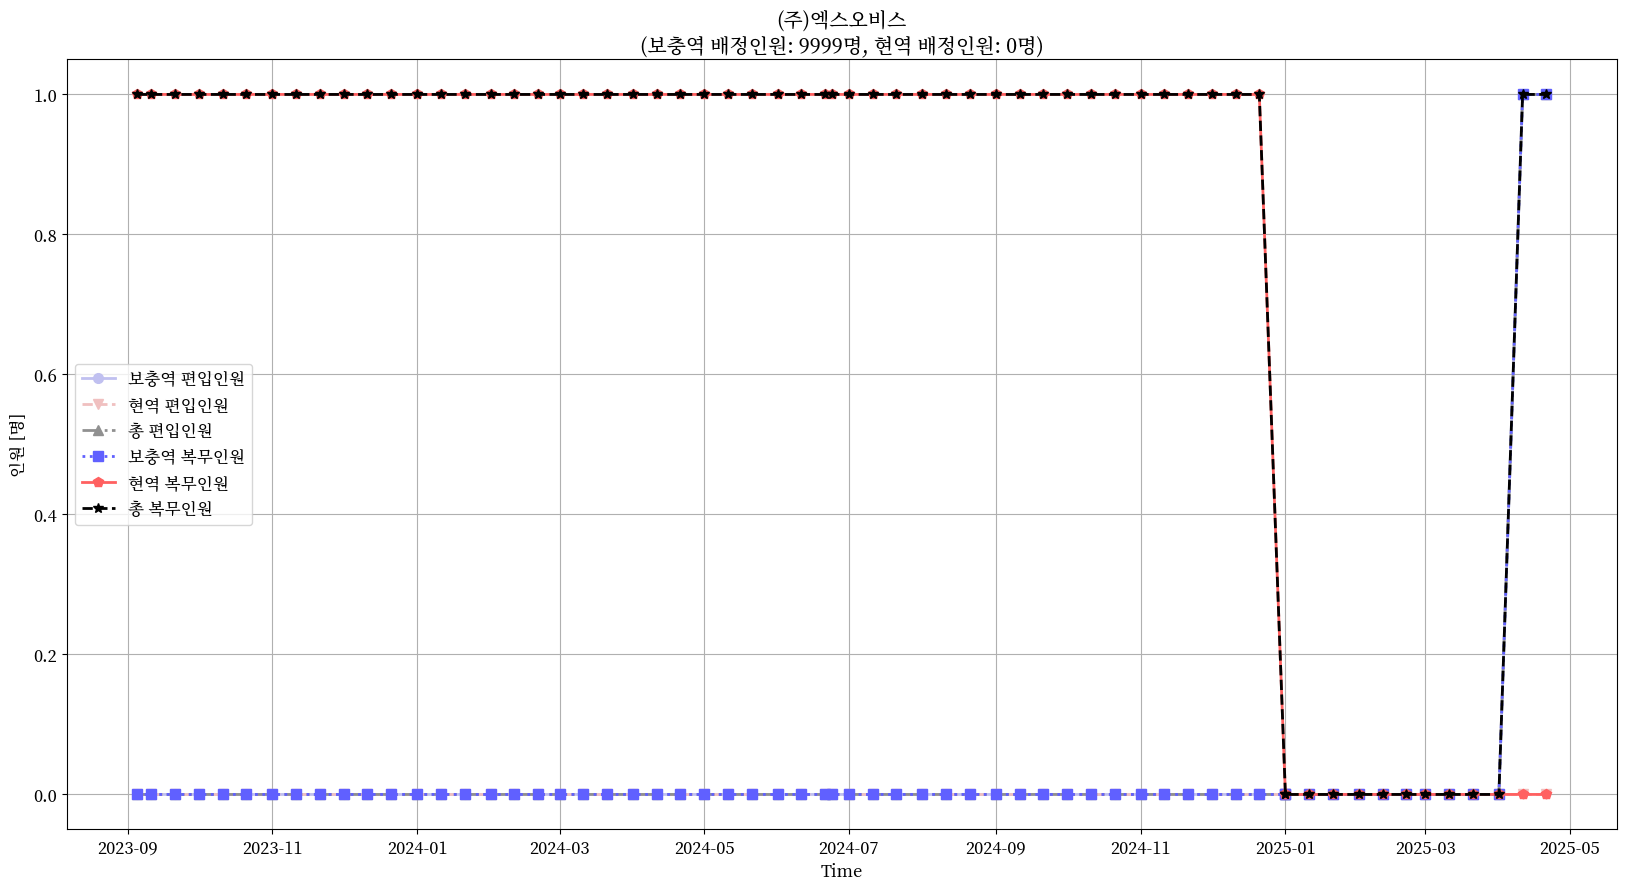 (주)엑스오비스
(보충역 배정인원: 9999명, 현역 배정인원: 0명)
1.0
0.8
0.6
0.4
0.2
0.0
인원 [명]
보충역 편입인원
현역 편입인원
총 편입인원
보충역 복무인원
현역 복무인원
총 복무인원
2023-09 2023-11 2024-01 2024-03 2024-05 2024-07 2024-09 2024-11 2025-01 2025-03 2025-05
Time